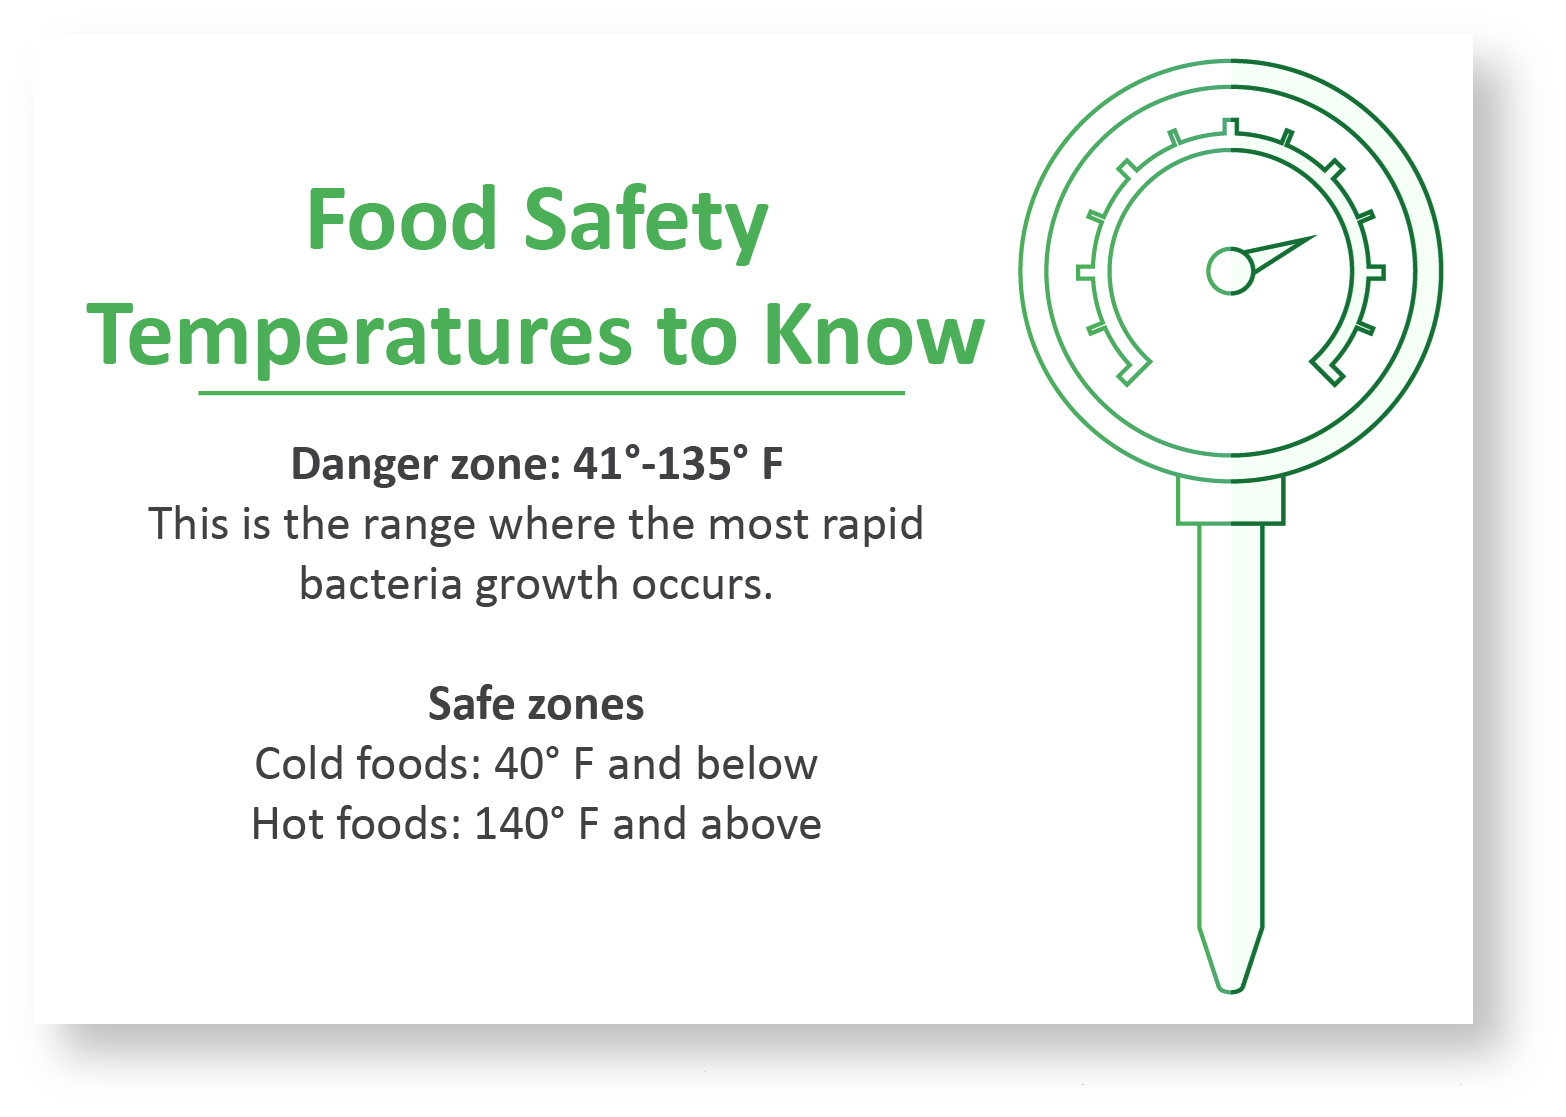 Food Safety
Temperatures to Know
Danger zone: 41°-135° F
This is the range where the most rapid
bacteria growth occurs.
Safe zones
Cold foods: 40° F and below
Hot foods: 140° F and above